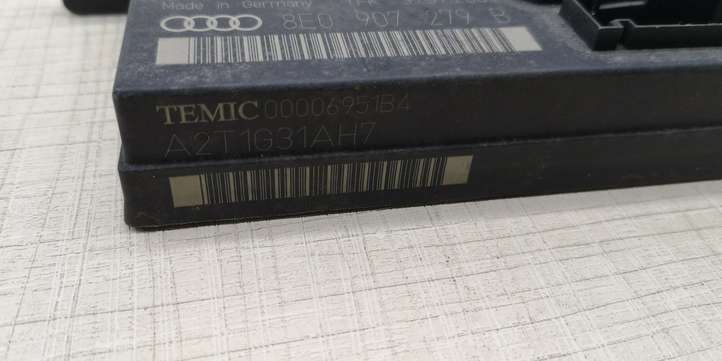 Made in Germany
8E0 907 279 B
TEMIC 00006951B4
A2T1G31AH7